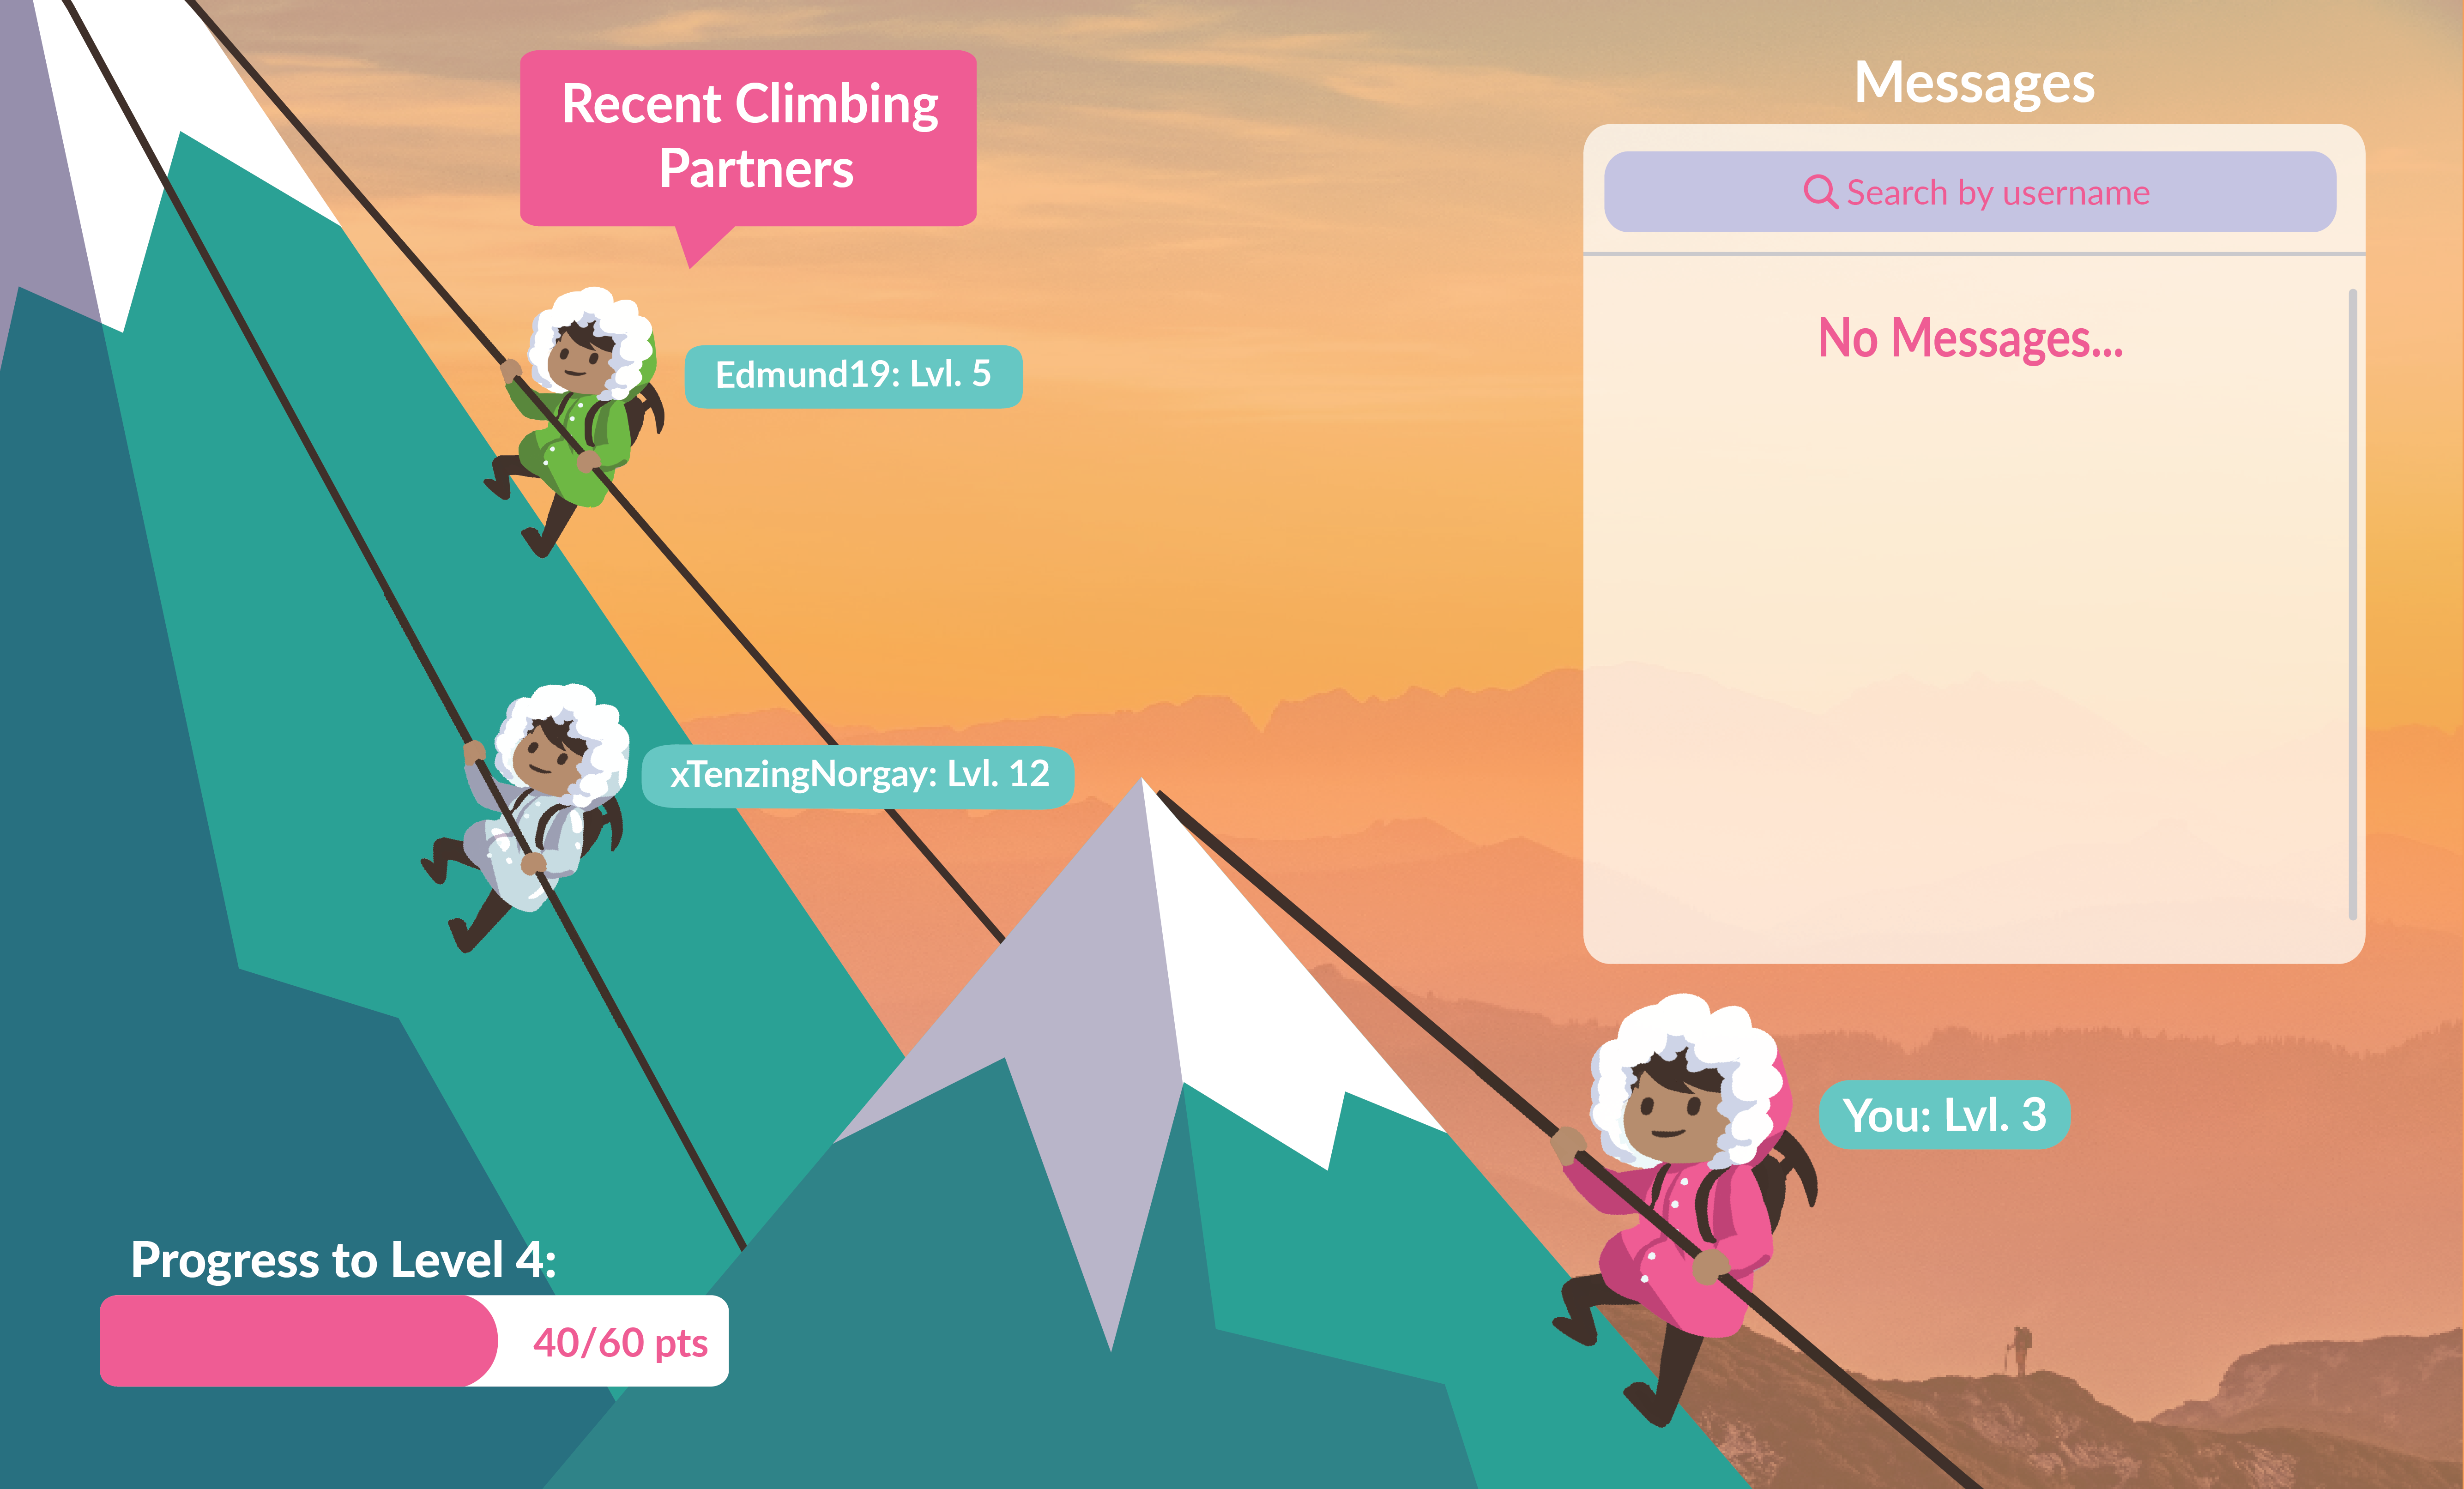 Recent Climbing
Partners
Edmund19: Lvl. 5
xTenzingNorgay: Lvl. 12
Messages
Search by username
No Messages...
You: Lvl. 3
Progress to Level 4:
40/60 pts